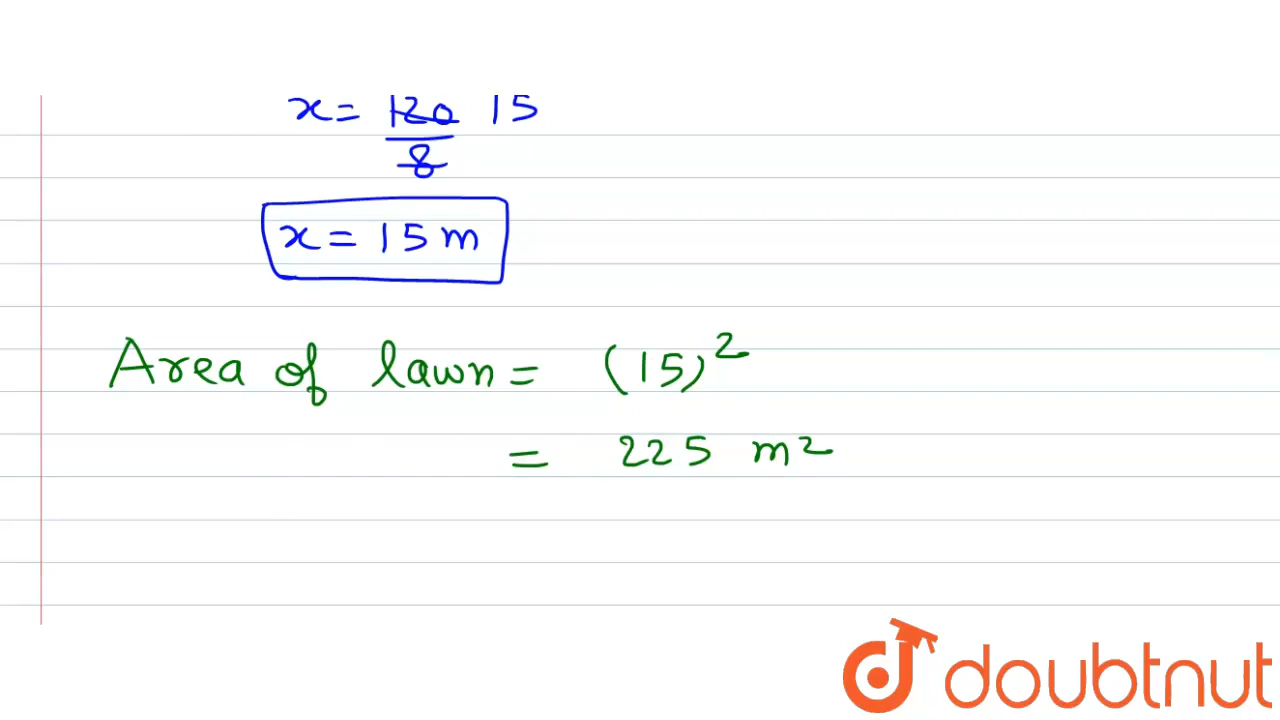 x = 120/8 15
x = 15 m
Area of lawn = (15)²
= 225 m²
doubtnut